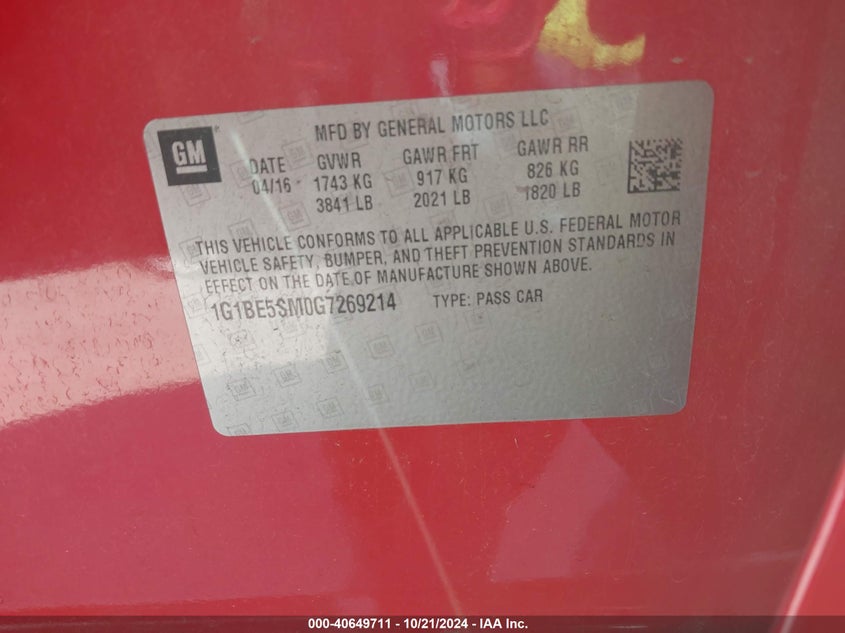 GM
MFD BY GENERAL MOTORS LLC
DATE GVWR GAWR FRT GAWR RR
04/16 1743 KG 917 KG 826 KG
3841 LB 2021 LB 1820 LB
THIS VEHICLE CONFORMS TO ALL APPLICABLE U.S. FEDERAL MOTOR
VEHICLE SAFETY, BUMPER, AND THEFT PREVENTION STANDARDS IN
EFFECT ON THE DATE OF MANUFACTURE SHOWN ABOVE.
1G1BE5SM0G7269214 TYPE: PASS CAR
000-40649711 - 10/21/2024 - IAA Inc.